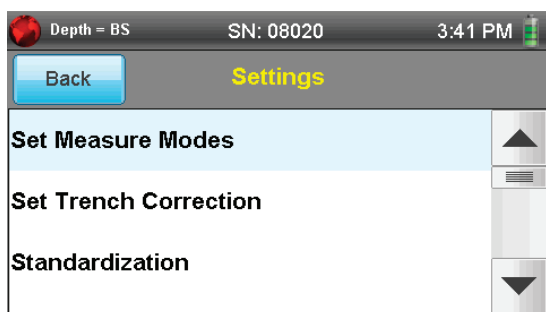 Depth = BS SN: 08020 3:41 PM
Back Settings
Set Measure Modes
Set Trench Correction
Standardization